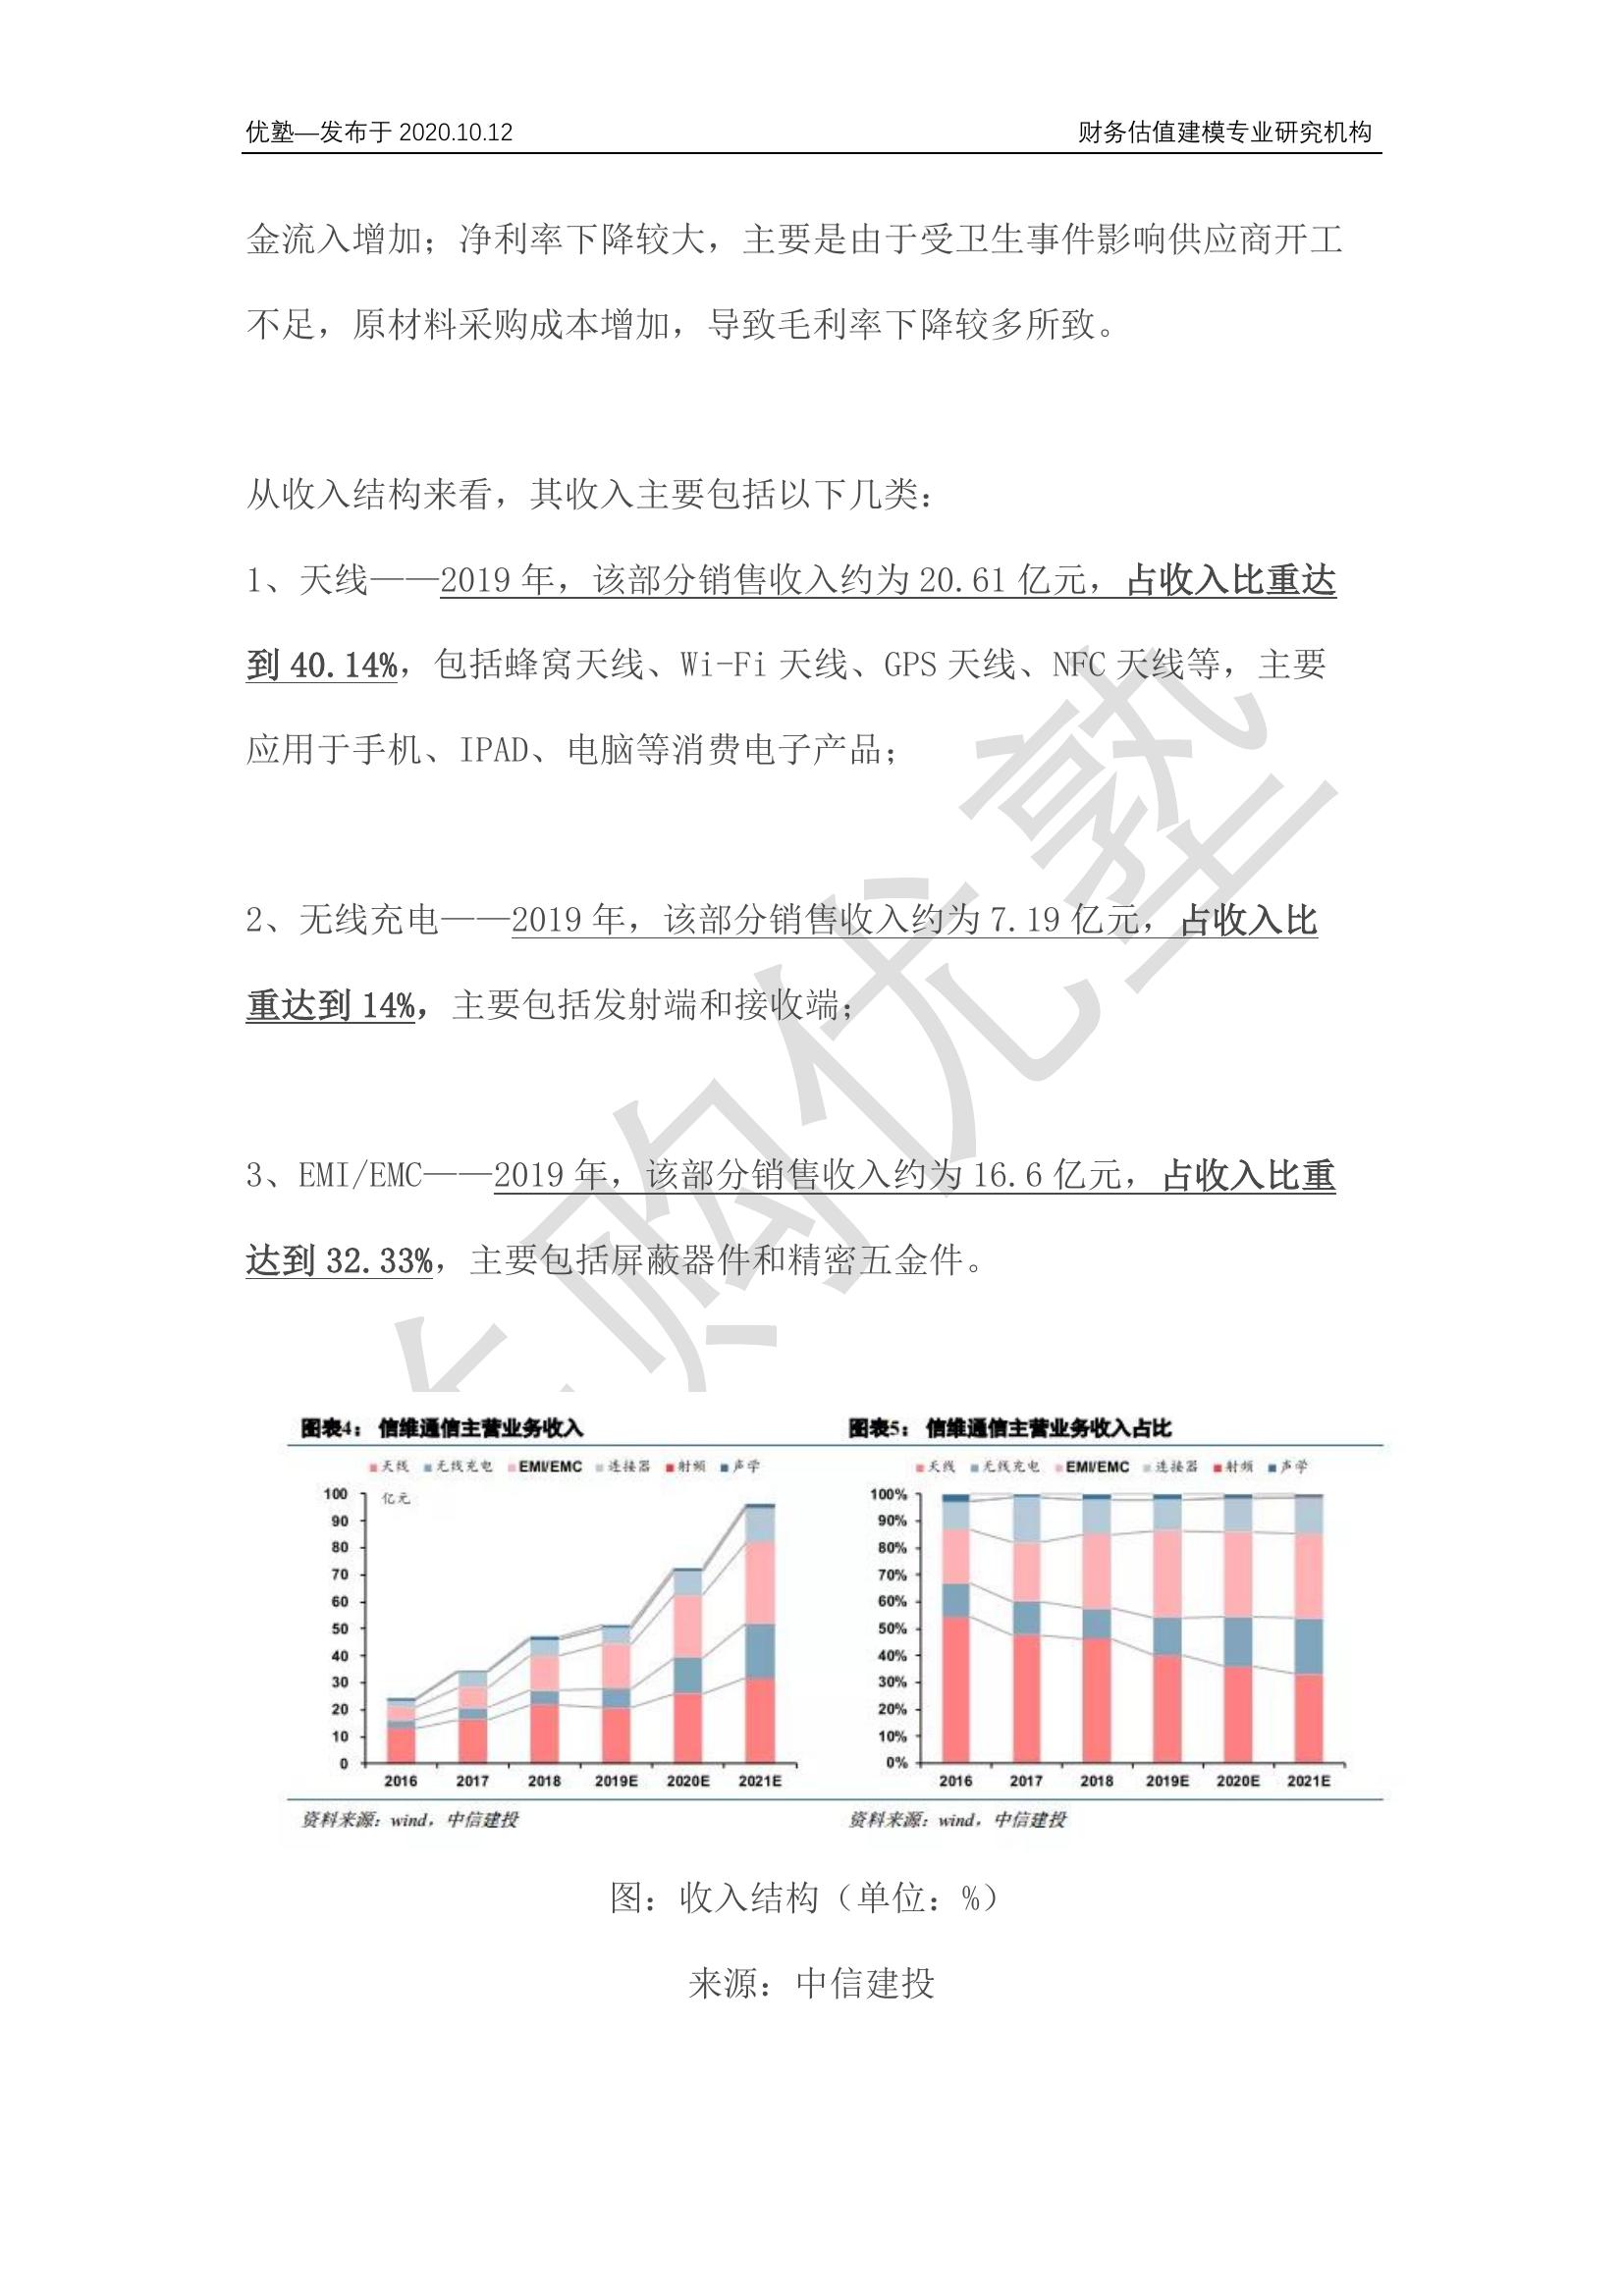 优塾—发布于 2020.10.12 财务估值建模专业研究机构
金流入增加；净利率下降较大，主要是由于受卫生事件影响供应商开工
不足，原材料采购成本增加，导致毛利率下降较多所致。
从收入结构来看，其收入主要包括以下几类：
1、天线——2019 年，该部分销售收入约为 20.61 亿元，占收入比重达
到 40.14%，包括蜂窝天线、Wi-Fi 天线、GPS 天线、NFC 天线等，主要
应用于手机、IPAD、电脑等消费电子产品；
2、无线充电——2019 年，该部分销售收入约为 7.19 亿元，占收入比
重达到 14%，主要包括发射端和接收端；
3、EMI/EMC——2019 年，该部分销售收入约为 16.6 亿元，占收入比重
达到 32.33%，主要包括屏蔽器件和精密五金件。
购优塾
图表4： 信维通信主营业务收入
天线 无线充电 EMI/EMC 连接器 射频 声学
亿元
100
90
80
70
60
50
40
30
20
10
0
2016 2017 2018 2019E 2020E 2021E
资料来源：wind，中信建投
图表5： 信维通信主营业务收入占比
天线 无线充电 EMI/EMC 连接器 射频 声学
100%
90%
80%
70%
60%
50%
40%
30%
20%
10%
0%
2016 2017 2018 2019E 2020E 2021E
资料来源：wind，中信建投
图：收入结构（单位：%）
来源：中信建投